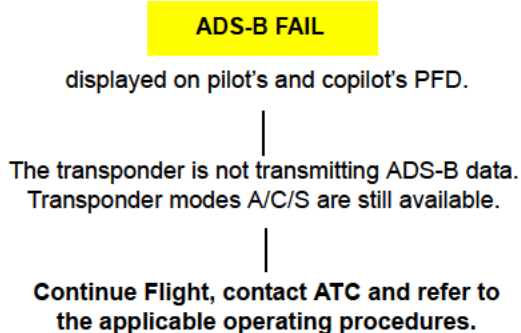 ADS-B FAIL
displayed on pilot's and copilot's PFD.
The transponder is not transmitting ADS-B data.
Transponder modes A/C/S are still available.
Continue Flight, contact ATC and refer to
the applicable operating procedures.